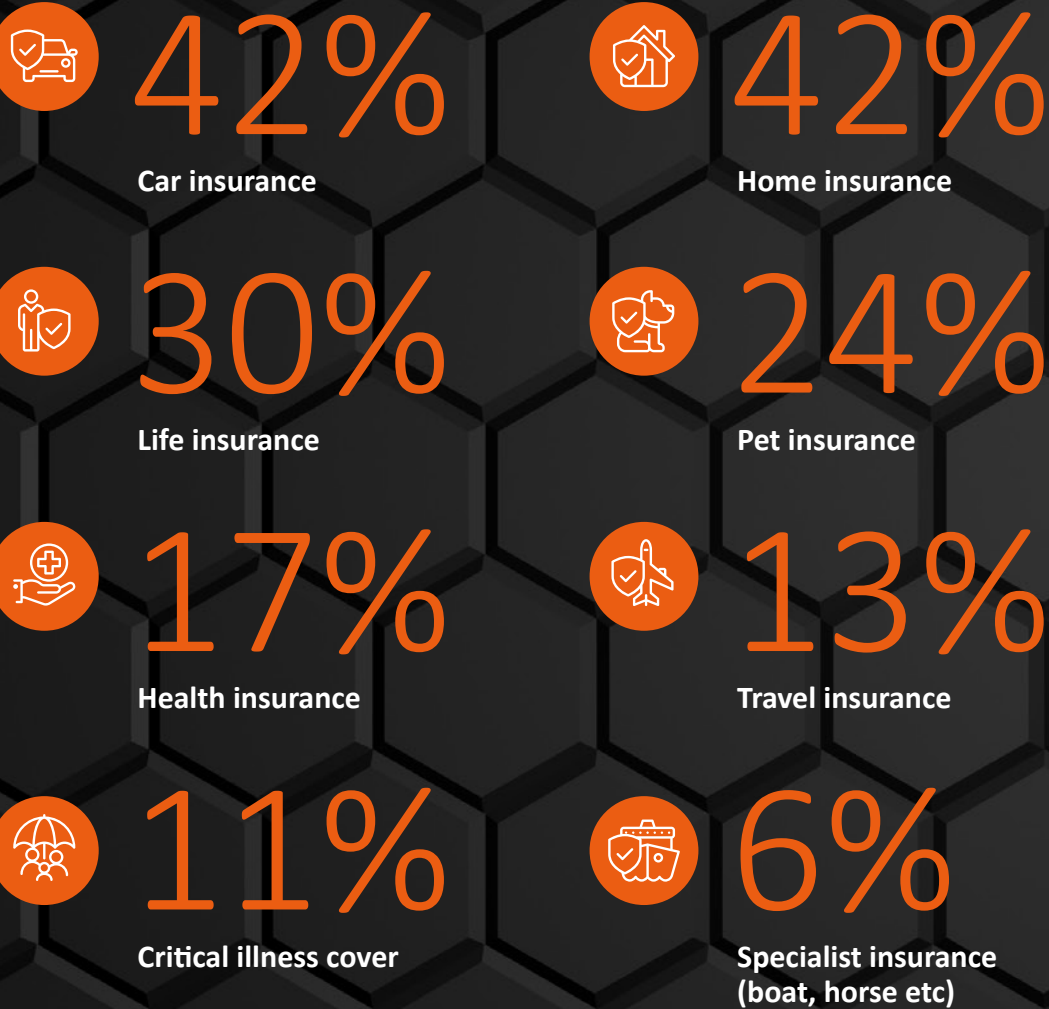 42%
Car insurance
42%
Home insurance
30%
Life insurance
24%
Pet insurance
17%
Health insurance
13%
Travel insurance
11%
Critical illness cover
6%
Specialist insurance
(boat, horse etc)